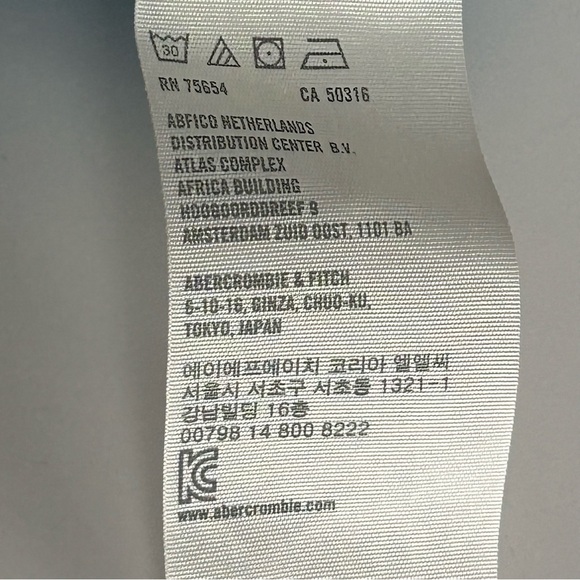 30
RN 75654 CA 50316
ABFICO NETHERLANDS
DISTRIBUTION CENTER B.V.
ATLAS COMPLEX
AFRICA BUILDING
HOOGOORDDREEF 9
AMSTERDAM ZUID OOST, 1101 BA
ABERCROMBIE & FITCH
6-10-16, GINZA, CHUO-KU,
TOKYO, JAPAN
에이에프에이치 코리아 엘엘씨
서울시 서초구 서초동 1321-1
강남빌딩 16층
00798 14 800 8222
www.abercrombie.com